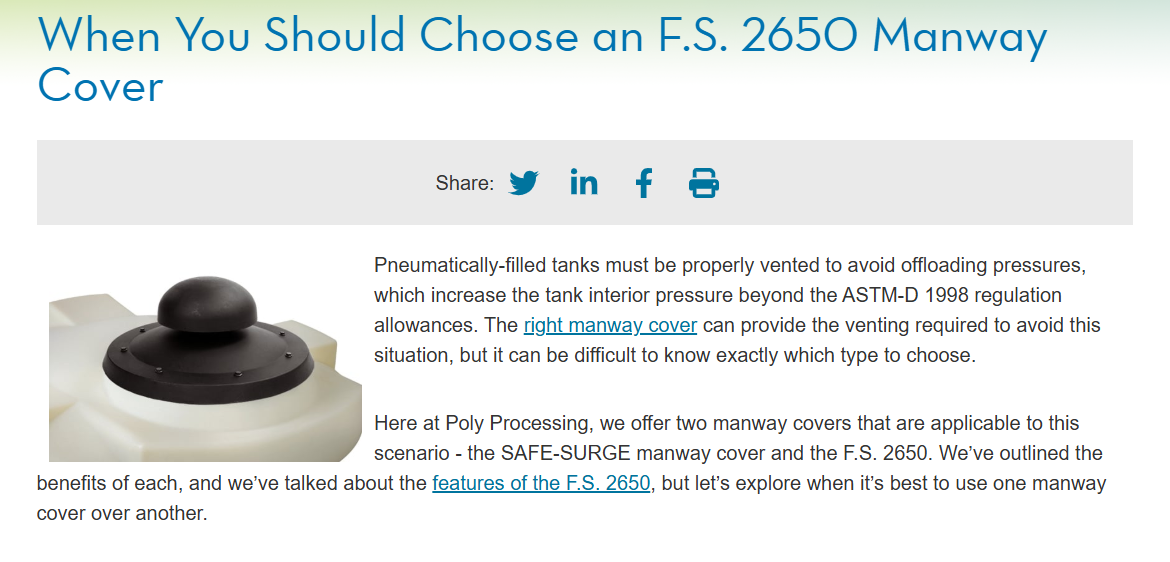 When You Should Choose an F.S. 2650 Manway
Cover
Share:
Pneumatically-filled tanks must be properly vented to avoid offloading pressures,
which increase the tank interior pressure beyond the ASTM-D 1998 regulation
allowances. The right manway cover can provide the venting required to avoid this
situation, but it can be difficult to know exactly which type to choose.
Here at Poly Processing, we offer two manway covers that are applicable to this
scenario - the SAFE-SURGE manway cover and the F.S. 2650. We’ve outlined the
benefits of each, and we’ve talked about the features of the F.S. 2650, but let’s explore when it’s best to use one manway
cover over another.